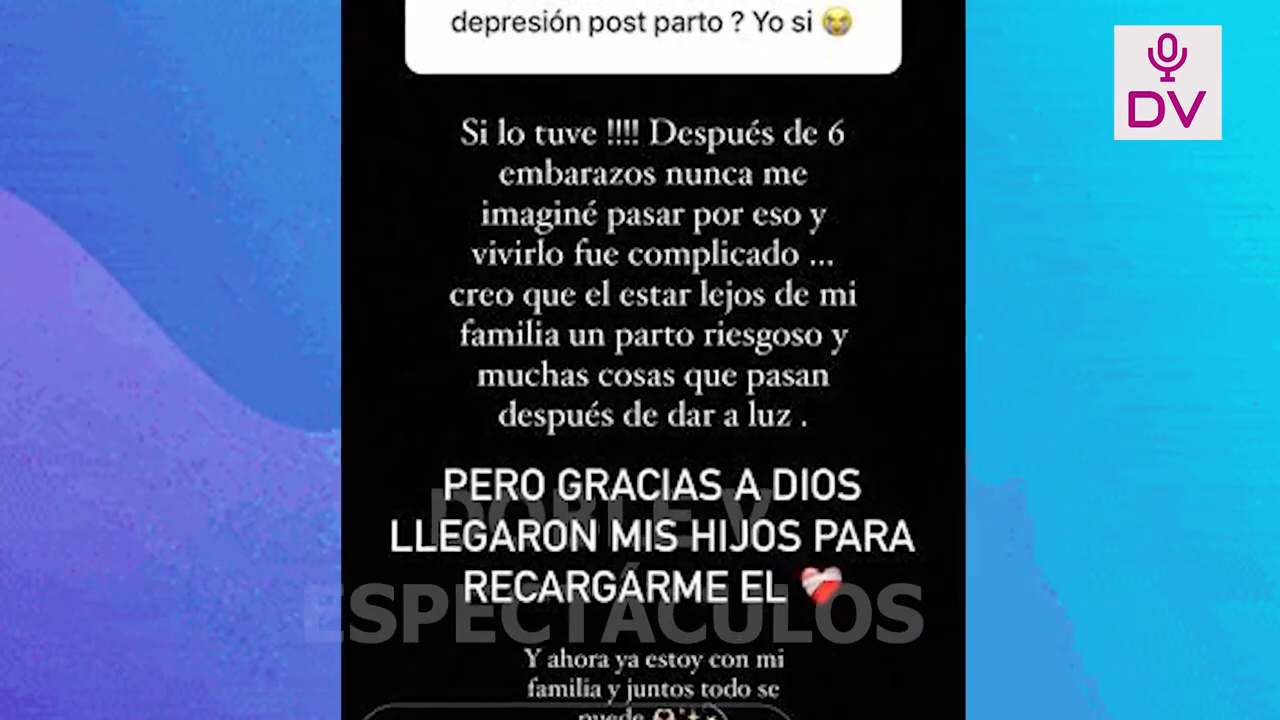 depresión post parto ? Yo si 😭
DV
Si lo tuve !!!! Después de 6
embarazos nunca me
imaginé pasar por eso y
vivirlo fue complicado ...
creo que el estar lejos de mi
familia un parto riesgoso y
muchas cosas que pasan
después de dar a luz .
PERO GRACIAS A DIOS
LLEGARON MIS HIJOS PARA
RECARGÁRME EL ❤️‍🩹
DOBLE V
ESPECTÁCULOS
Y ahora ya estoy con mi
familia y juntos todo se
puede